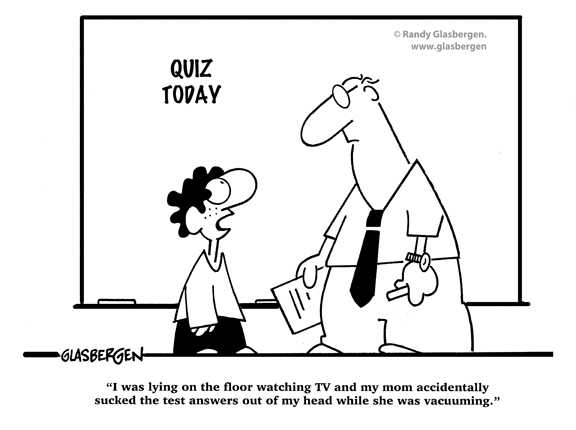 © Randy Glasbergen.
www.glasbergen
QUIZ
TODAY
GLASBERGEN
“I was lying on the floor watching TV and my mom accidentally
sucked the test answers out of my head while she was vacuuming.”